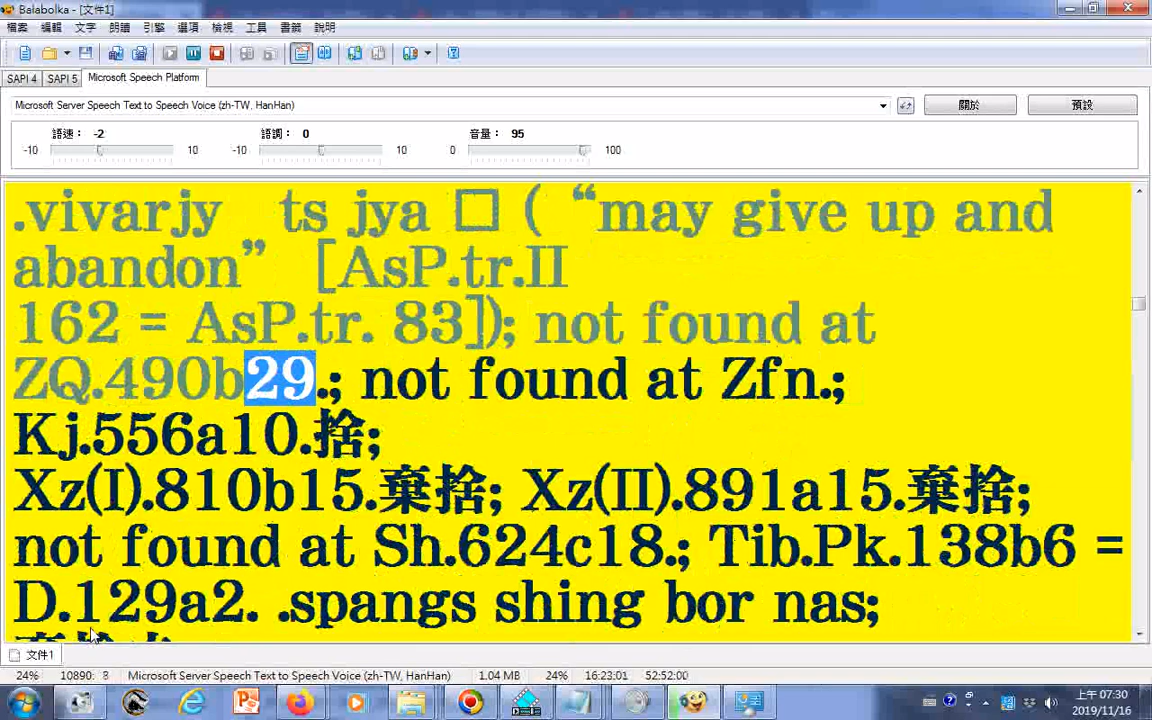 Balabolka - [文件1]
檔案 編輯 文字 朗讀 引擎 選項 檢視 工具 書籤 說明
SAPI 4 SAPI 5 Microsoft Speech Platform
Microsoft Server Speech Text to Speech Voice (zh-TW, HanHan) 關於 預設
語速： -2 語調： 0 音量： 95
-10 10 -10 10 0 100
.vivarjy ts jya □ ( “may give up and
abandon” [AsP.tr.II
162 = AsP.tr. 83]); not found at
ZQ.490b29.; not found at Zfn.;
Kj.556a10.捨;
Xz(I).810b15.棄捨; Xz(II).891a15.棄捨;
not found at Sh.624c18.; Tib.Pk.138b6 =
D.129a2. .spangs shing bor nas;
文件1
24% 10890: 8 Microsoft Server Speech Text to Speech Voice (zh-TW, HanHan) 1.04 MB 24% 16:23:01 52:52:00
上午 07:30
2019/11/16